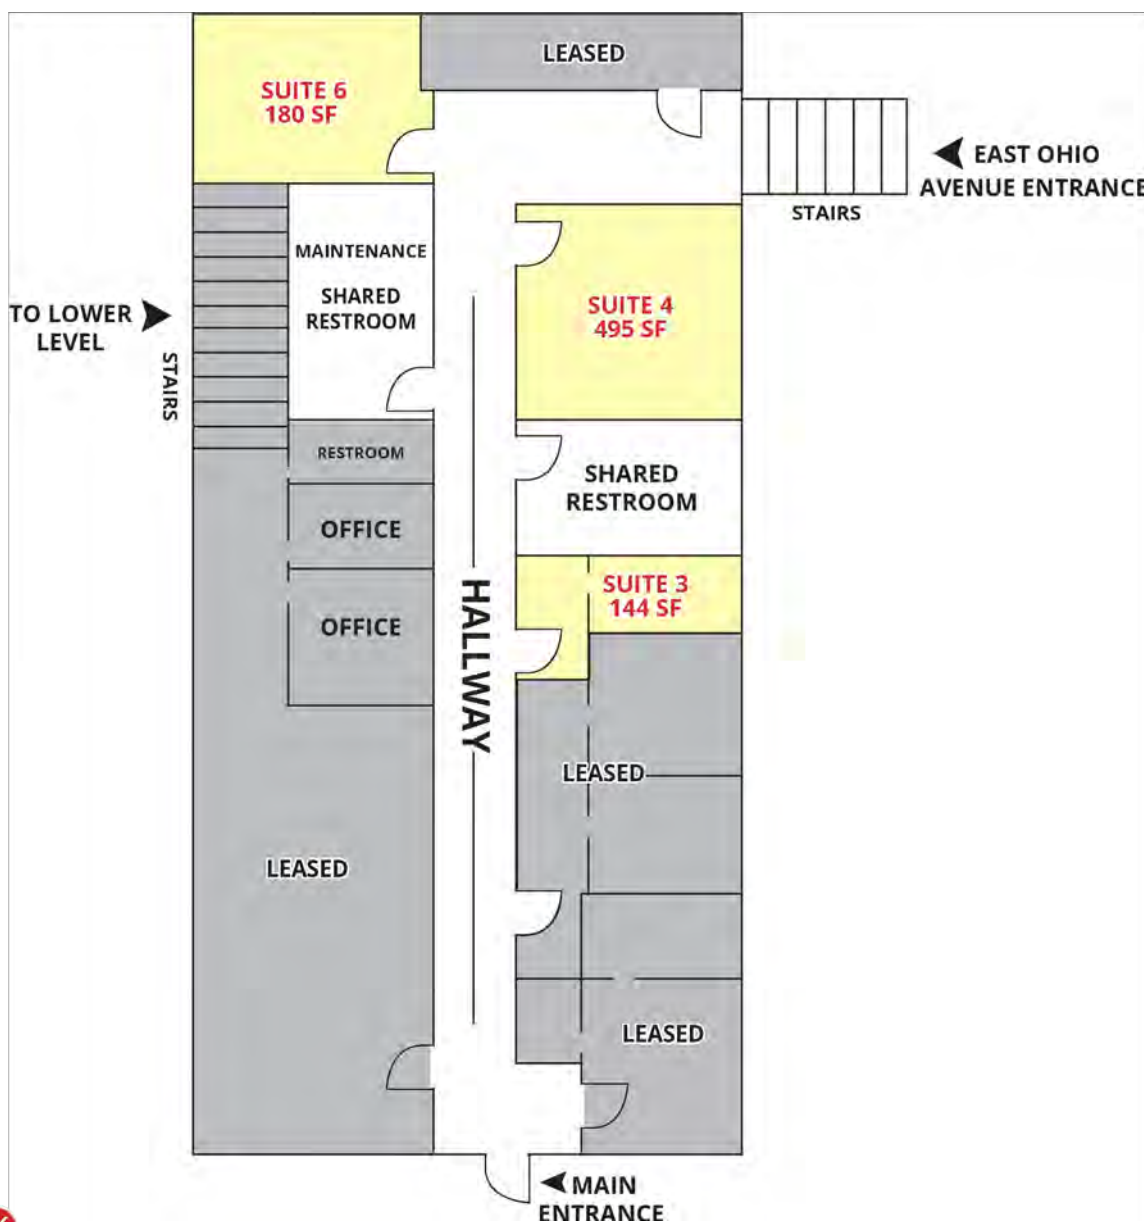 LEASED
SUITE 6
180 SF
EAST OHIO
AVENUE ENTRANCE
STAIRS
MAINTENANCE
SHARED
RESTROOM
SUITE 4
495 SF
TO LOWER
LEVEL
STAIRS
RESTROOM
SHARED
RESTROOM
OFFICE
SUITE 3
144 SF
OFFICE
HALLWAY
LEASED
LEASED
LEASED
MAIN
ENTRANCE